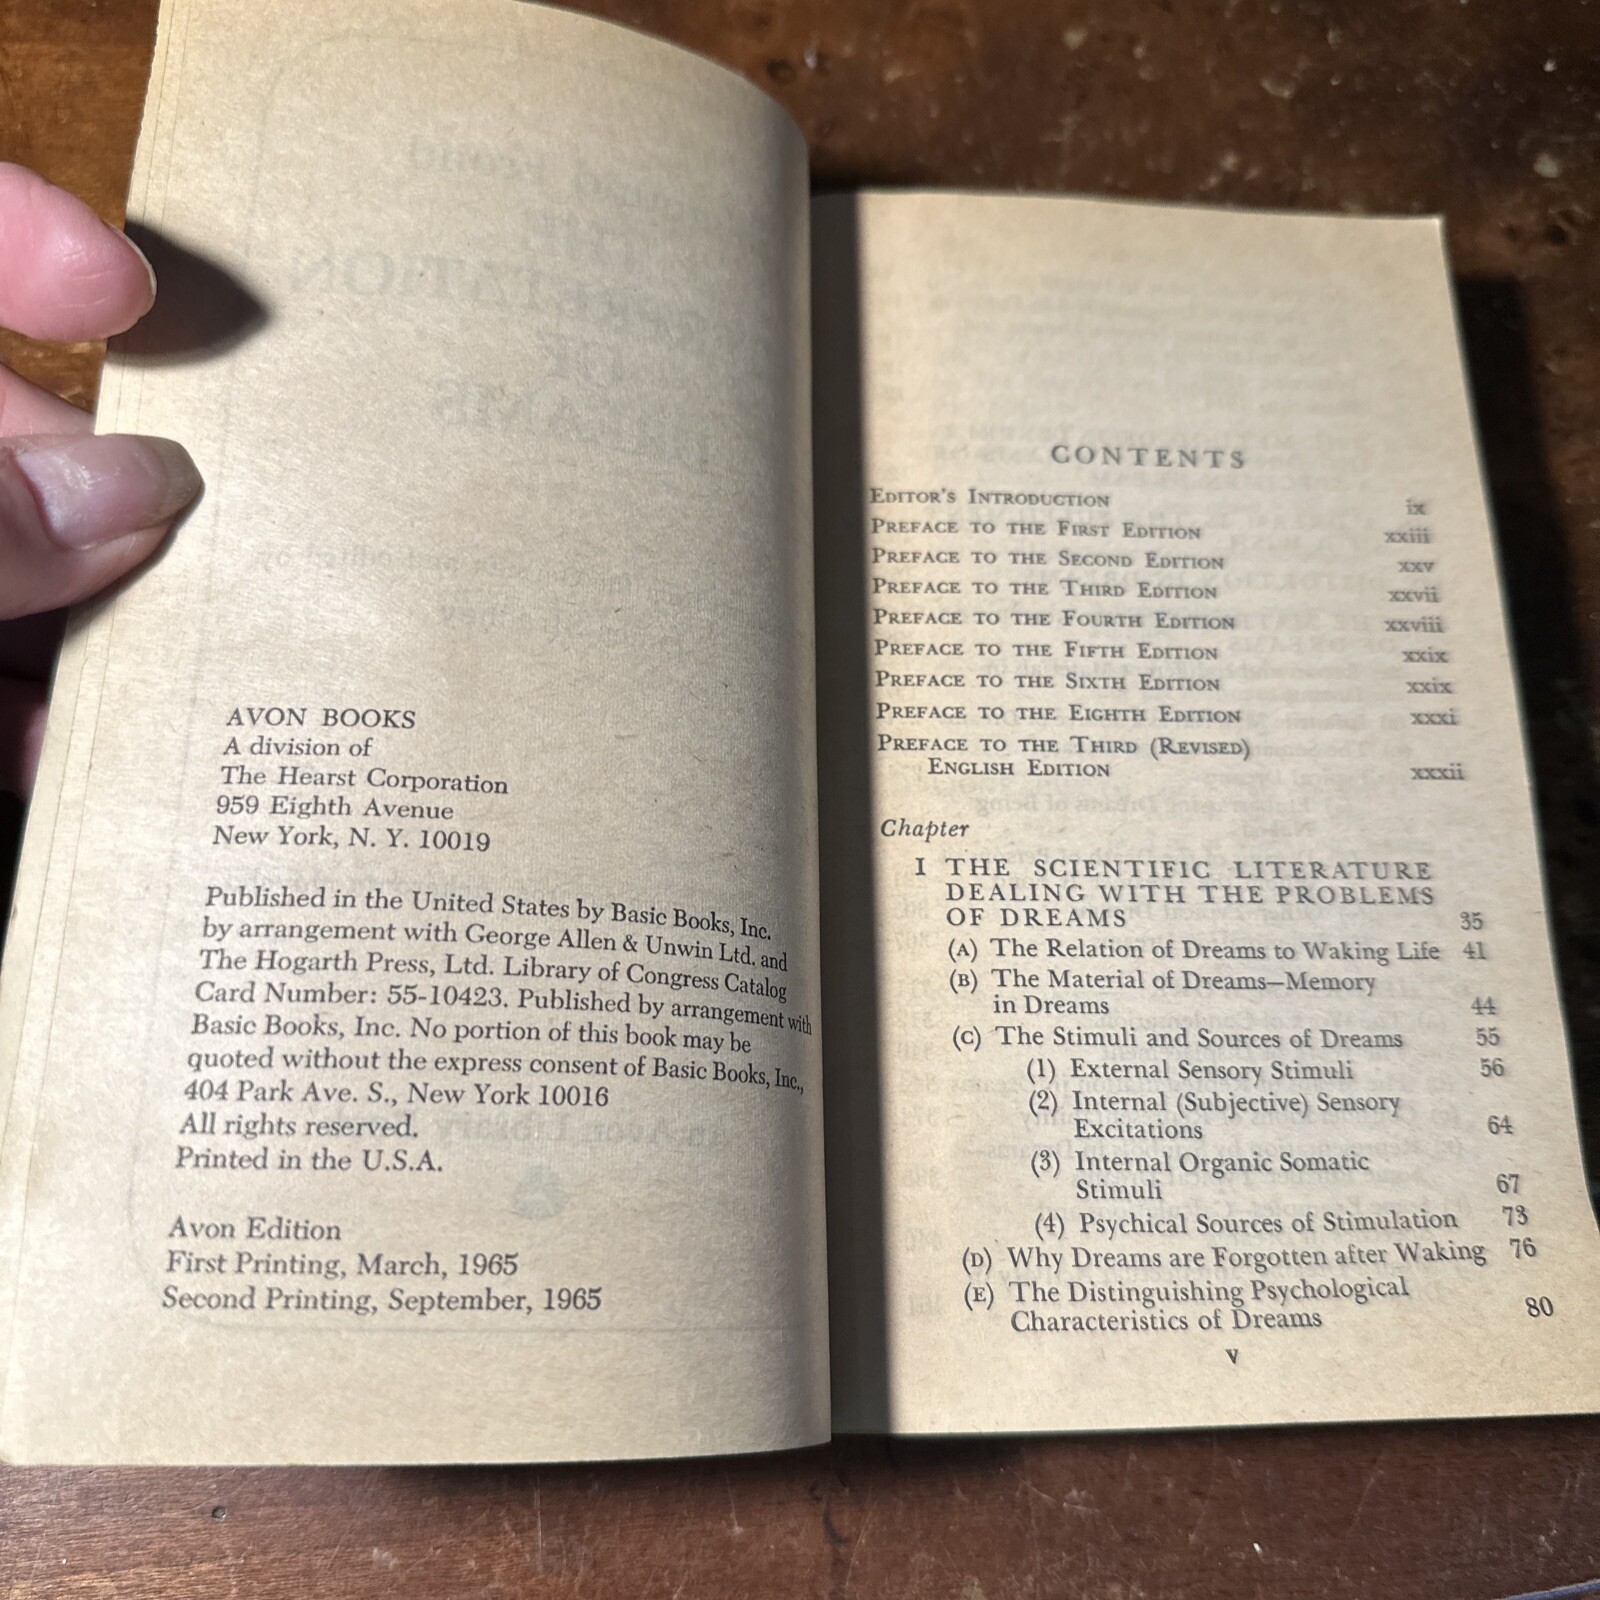 AVON BOOKS
A division of
The Hearst Corporation
959 Eighth Avenue
New York, N. Y. 10019
Published in the United States by Basic Books, Inc.
by arrangement with George Allen & Unwin Ltd. and
The Hogarth Press, Ltd. Library of Congress Catalog
Card Number: 55-10423. Published by arrangement with
Basic Books, Inc. No portion of this book may be
quoted without the express consent of Basic Books, Inc.,
404 Park Ave. S., New York 10016
All rights reserved.
Printed in the U.S.A.
Avon Edition
First Printing, March, 1965
Second Printing, September, 1965
CONTENTS
EDITOR'S INTRODUCTION ix
PREFACE TO THE FIRST EDITION xxiii
PREFACE TO THE SECOND EDITION xxv
PREFACE TO THE THIRD EDITION xxvii
PREFACE TO THE FOURTH EDITION xxviii
PREFACE TO THE FIFTH EDITION xxix
PREFACE TO THE SIXTH EDITION xxix
PREFACE TO THE EIGHTH EDITION xxxi
PREFACE TO THE THIRD (REVISED)
ENGLISH EDITION xxxii
Chapter
I THE SCIENTIFIC LITERATURE
DEALING WITH THE PROBLEMS
OF DREAMS 35
(A) The Relation of Dreams to Waking Life 41
(B) The Material of Dreams—Memory
in Dreams 44
(C) The Stimuli and Sources of Dreams 55
(1) External Sensory Stimuli 56
(2) Internal (Subjective) Sensory
Excitations 64
(3) Internal Organic Somatic
Stimuli 67
(4) Psychical Sources of Stimulation 73
(D) Why Dreams are Forgotten after Waking 76
(E) The Distinguishing Psychological
Characteristics of Dreams 80
v